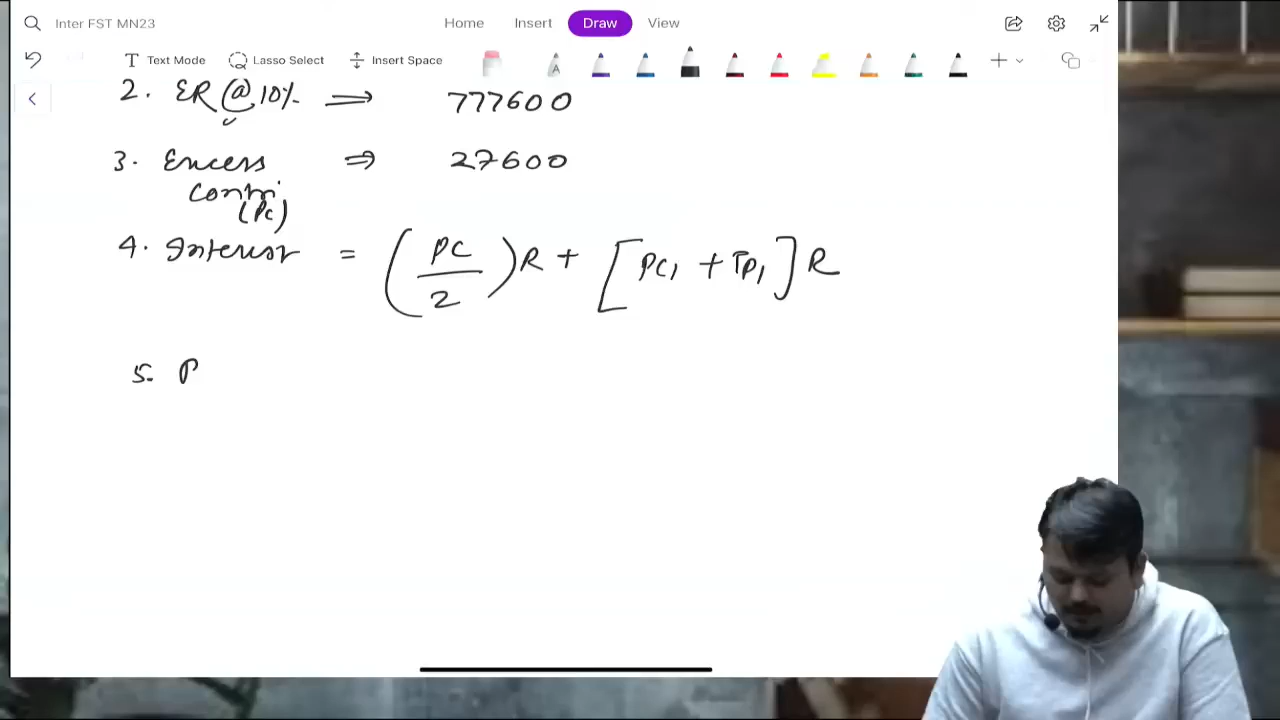 Inter FST MN23
Home Insert Draw View
Text Mode Lasso Select Insert Space
2. ER @ 10% ⇒ 777600
3. Excess ⇒ 27600
Contri
(PC)
4. Interest = (PC/2)R + [PC1 + TP1]R
5. P